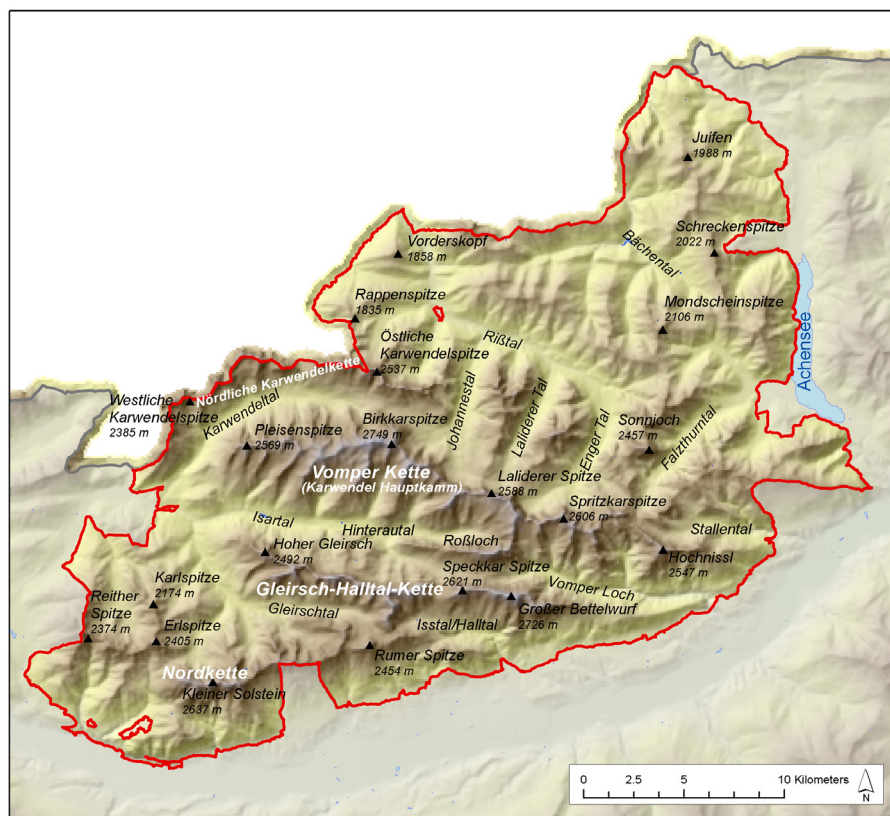 Juifen
1988 m
Schreckenspitze
2022 m
Bächental
Vorderskopf
1858 m
Rappenspitze
1835 m
Mondscheinspitze
2106 m
Achensee
Rißtal
Östliche
Karwendelspitze
2537 m
Nördliche Karwendelkette
Westliche
Karwendelspitze
2385 m
Karwendeltal
Johannestal
Laliderer Tal
Enger Tal
Falzthurntal
Sonnjoch
2457 m
Pleisenspitze
2569 m
Birkkarspitze
2749 m
Vomper Kette
(Karwendel Hauptkamm)
Laliderer Spitze
2588 m
Spritzkarspitze
2606 m
Isartal
Hinterautal
Roßloch
Stallental
Hoher Gleirsch
2492 m
Hochnissl
2547 m
Speckkar Spitze
2621 m
Vomper Loch
Gleirsch-Halltal-Kette
Großer Bettelwurf
2726 m
Karlspitze
2174 m
Reither
Spitze
2374 m
Gleirschtal
Isstal/Halltal
Erlspitze
2405 m
Rumer Spitze
2454 m
Nordkette
Kleiner Solstein
2637 m
0 2.5 5 10 Kilometers
N